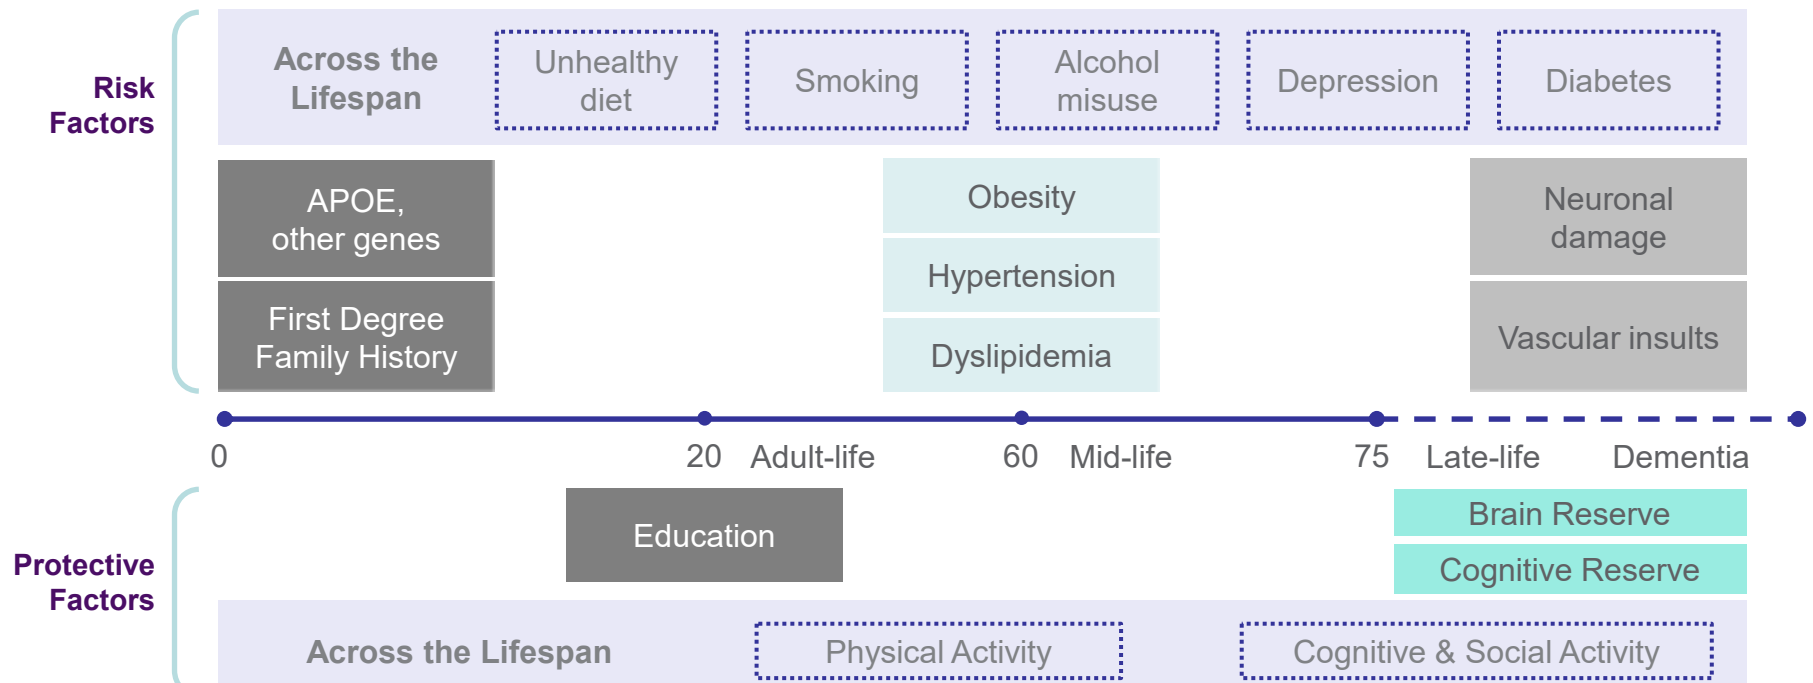 Risk
Factors
Across the
Lifespan
Unhealthy
diet
Smoking
Alcohol
misuse
Depression
Diabetes
APOE,
other genes
First Degree
Family History
Obesity
Hypertension
Dyslipidemia
Neuronal
damage
Vascular insults
0 20 Adult-life 60 Mid-life 75 Late-life Dementia
Protective
Factors
Education
Brain Reserve
Cognitive Reserve
Across the Lifespan
Physical Activity
Cognitive & Social Activity